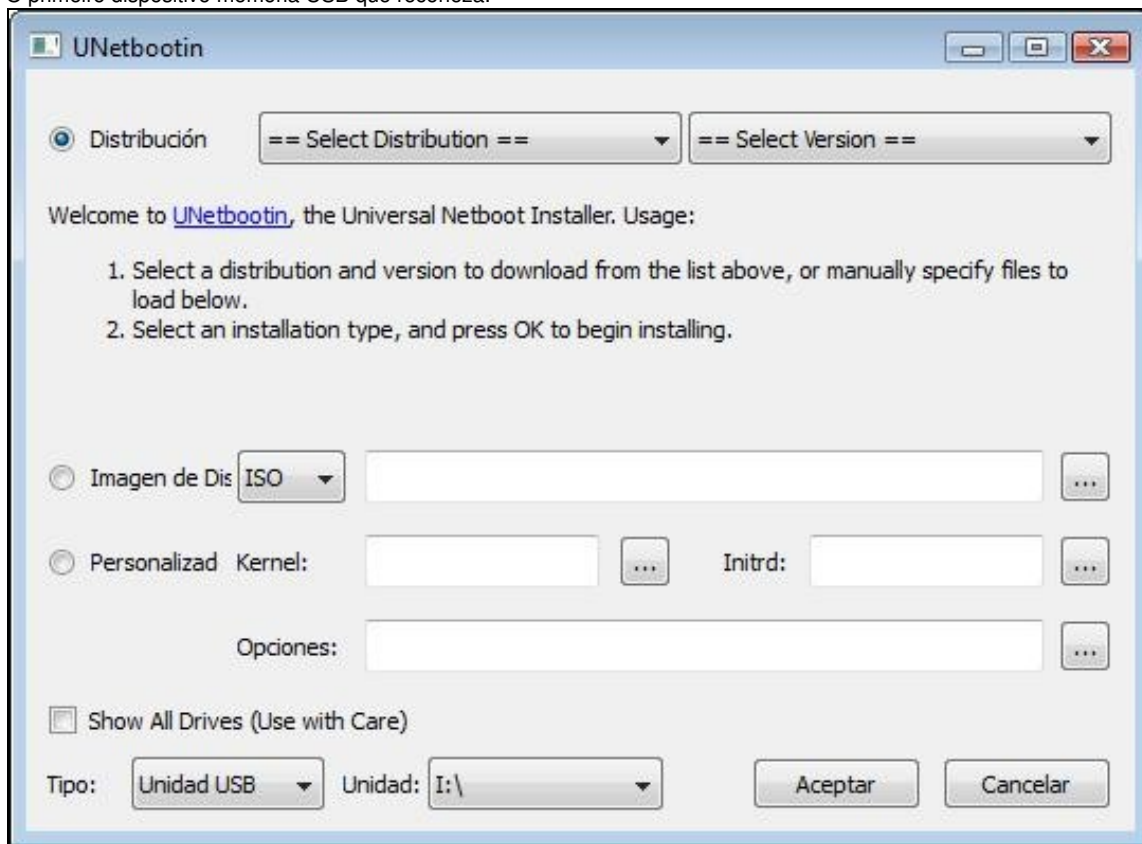 O primeiro dispositivo memoria USB que recoñeza.
UNetbootin
Distribución == Select Distribution == == Select Version ==
Welcome to UNetbootin, the Universal Netboot Installer. Usage:
1. Select a distribution and version to download from the list above, or manually specify files to
load below.
2. Select an installation type, and press OK to begin installing.
Imagen de Dis ISO ...
Personalizad Kernel: ... Initrd: ...
Opciones: ...
Show All Drives (Use with Care)
Tipo: Unidad USB Unidad: I:\ Aceptar Cancelar